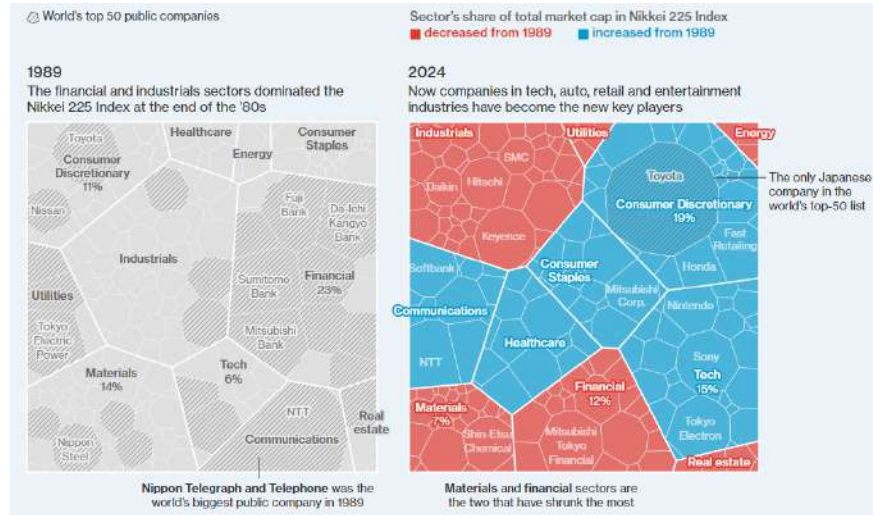 World's top 50 public companies
Sector's share of total market cap in Nikkei 225 Index
decreased from 1989
increased from 1989
1989
The financial and industrials sectors dominated the
Nikkei 225 Index at the end of the '80s
Toyota
Consumer
Discretionary
11%
Healthcare
Energy
Consumer
Staples
Nissan
Fuji
Bank
Da-Ichi
Kangyo
Bank
Industrials
Utilities
Sumitomo
Bank
Financial
23%
Tokyo
Electric
Power
Mitsubishi
Bank
Materials
14%
Tech
6%
NTT
Communications
Real
estate
Nippon
Steel
Nippon Telegraph and Telephone was the
world's biggest public company in 1989
2024
Now companies in tech, auto, retail and entertainment
industries have become the new key players
Industrials
Utilities
Energy
SMC
Daikin
Hitachi
Keyence
Toyota
Consumer Discretionary
19%
The only Japanese
company in the
world's top-50 list
Fast
Retailing
Honda
Softbank
Consumer
Staples
Mitsubishi
Corp.
Communications
Nintendo
Healthcare
NTT
Sony
Tech
15%
Financial
12%
Materials
7%
Shin-Etsu
Chemical
Mitsubishi
Tokyo
Financial
Tokyo
Electron
Real estate
Materials and financial sectors are
the two that have shrunk the most